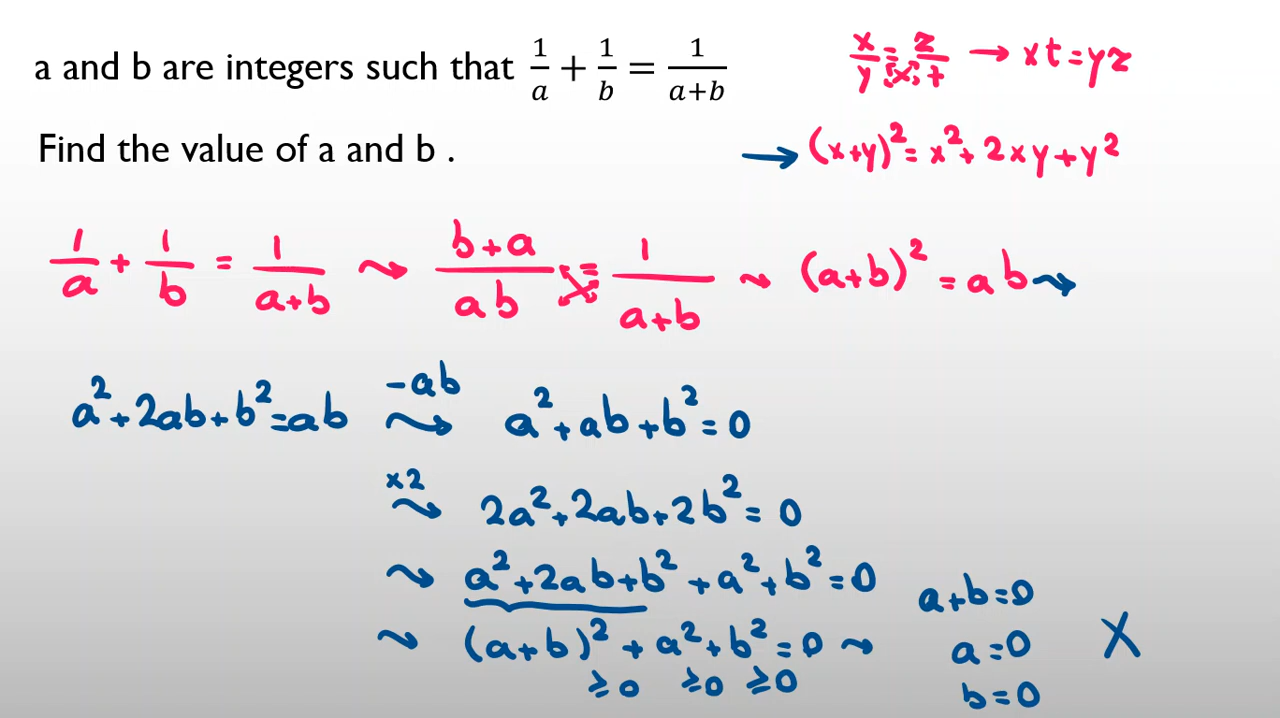 a and b are integers such that 1/a + 1/b = 1/(a+b)
Find the value of a and b .
x/y = z/t → xt = yz
→ (x+y)² = x² + 2xy + y²
1/a + 1/b = 1/(a+b) ⇝ (b+a)/(ab) = 1/(a+b) ⇝ (a+b)² = ab ⇝
a² + 2ab + b² = ab -ab ⇝ a² + ab + b² = 0
x2 ⇝ 2a² + 2ab + 2b² = 0
⇝ a² + 2ab + b² + a² + b² = 0
⇝ (a+b)² + a² + b² = 0 ⇝
≥0 ≥0 ≥0
a+b=0
a=0
b=0
X